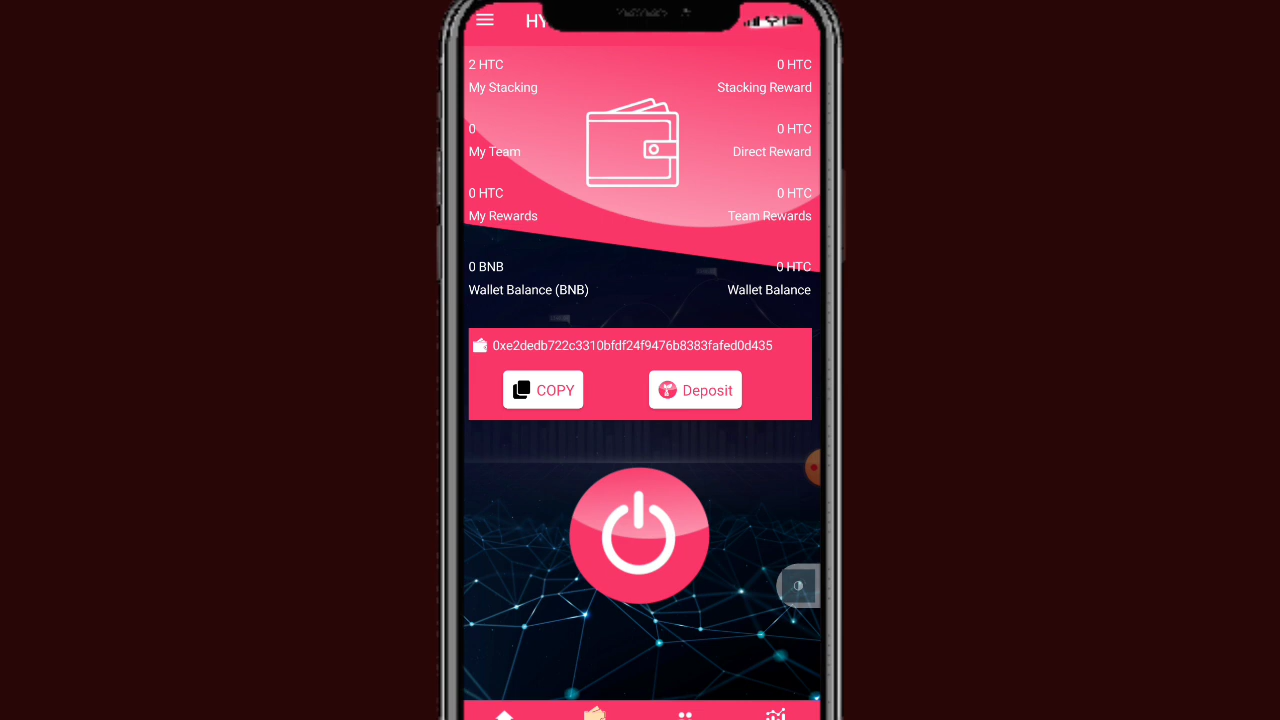 HY
2 HTC
0 HTC
My Stacking
Stacking Reward
0
0 HTC
My Team
Direct Reward
0 HTC
0 HTC
My Rewards
Team Rewards
0 BNB
0 HTC
Wallet Balance (BNB)
Wallet Balance
0xe2dedb722c3310bfdf24f9476b8383fafed0d435
COPY
Deposit